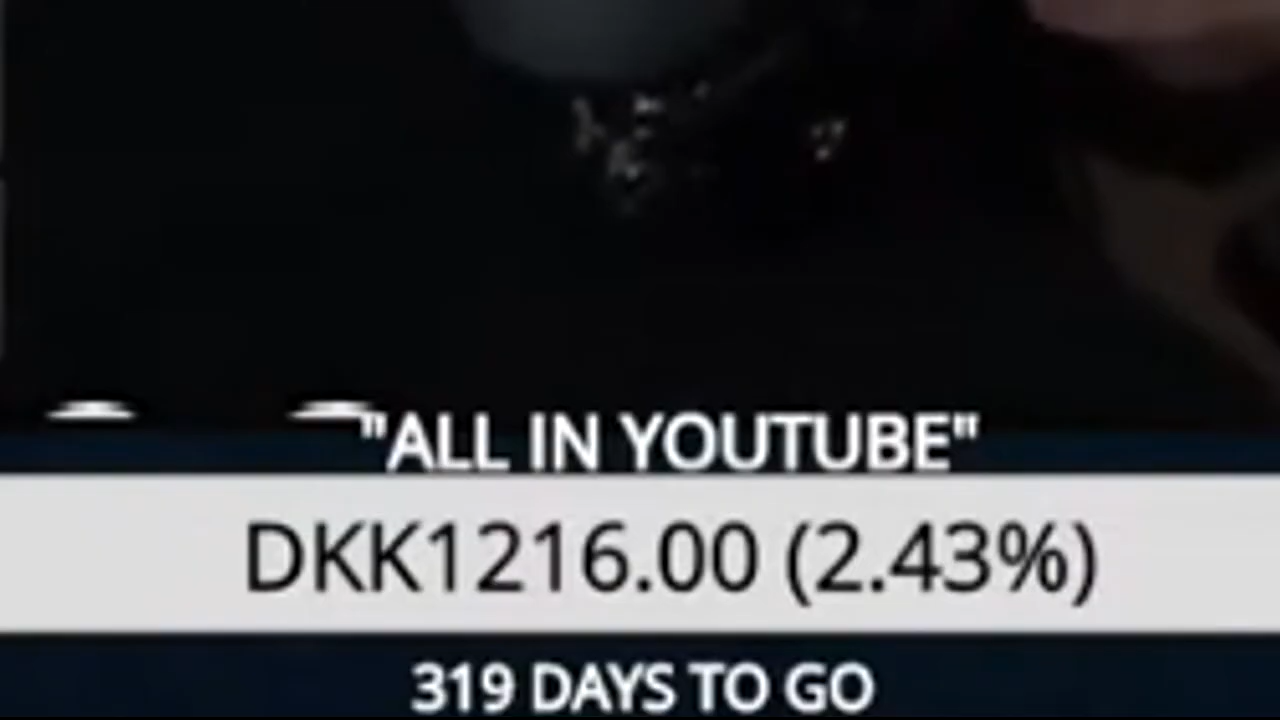 "ALL IN YOUTUBE"
DKK1216.00 (2.43%)
319 DAYS TO GO